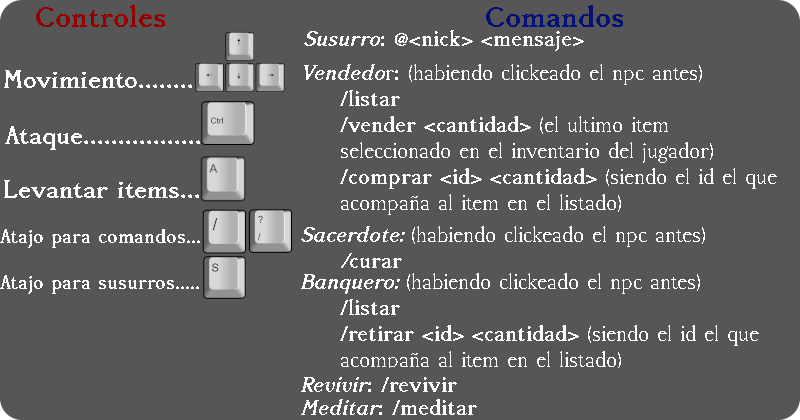 Controles
Movimiento........
Ataque.................
Ctrl
Levantar items...
A
Atajo para comandos...
/
?
/
Atajo para susurros.....
S
Comandos
Susurro: @<nick> <mensaje>
Vendedor: (habiendo clickeado el npc antes)
/listar
/vender <cantidad> (el ultimo item
seleccionado en el inventario del jugador)
/comprar <id> <cantidad> (siendo el id el que
acompaña al item en el listado)
Sacerdote: (habiendo clickeado el npc antes)
/curar
Banquero: (habiendo clickeado el npc antes)
/listar
/retirar <id> <cantidad> (siendo el id el que
acompaña al item en el listado)
Revivir: /revivir
Meditar: /meditar